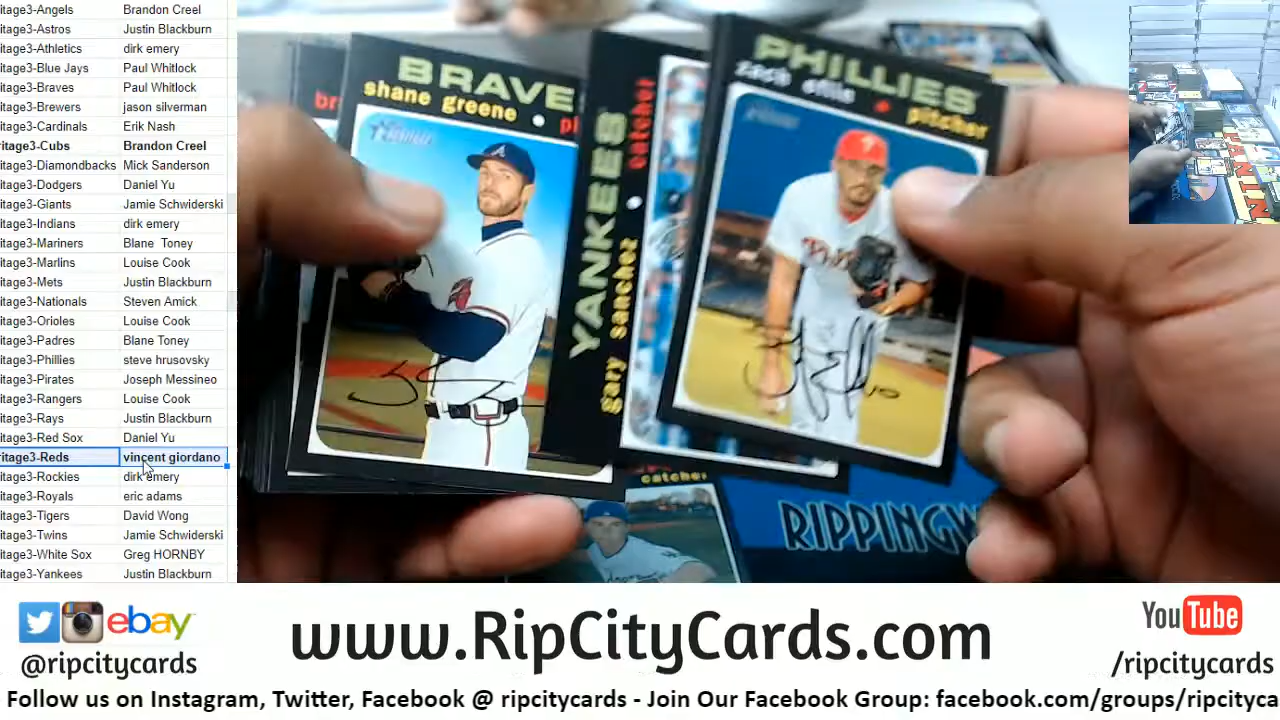 itage3-Angels Brandon Creel
itage3-Astros Justin Blackburn
itage3-Athletics dirk emery
itage3-Blue Jays Paul Whitlock
itage3-Braves Paul Whitlock
itage3-Brewers jason silverman
itage3-Cardinals Erik Nash
ritage3-Cubs Brandon Creel
itage3-Diamondbacks Mick Sanderson
itage3-Dodgers Daniel Yu
itage3-Giants Jamie Schwiderski
itage3-Indians dirk emery
itage3-Mariners Blane Toney
itage3-Marlins Louise Cook
itage3-Mets Justin Blackburn
itage3-Nationals Steven Amick
itage3-Orioles Louise Cook
itage3-Padres Blane Toney
itage3-Phillies steve hrusovsky
itage3-Pirates Joseph Messineo
itage3-Rangers Louise Cook
itage3-Rays Justin Blackburn
itage3-Red Sox Daniel Yu
ritage3-Reds vincent giordano
itage3-Rockies dirk emery
itage3-Royals eric adams
itage3-Tigers David Wong
itage3-Twins Jamie Schwiderski
itage3-White Sox Greg HORNBY
itage3-Yankees Justin Blackburn
br
BRAVE
shane greene • pi
Heritage
YANKEES
gary sanchez • catcher
PHILLIES
zach eflin • pitcher
Heritage
catcher
RIPPINGW
ebay
@ripcitycards
www.RipCityCards.com
YouTube
/ripcitycards
Follow us on Instagram, Twitter, Facebook @ ripcitycards - Join Our Facebook Group: facebook.com/groups/ripcityca